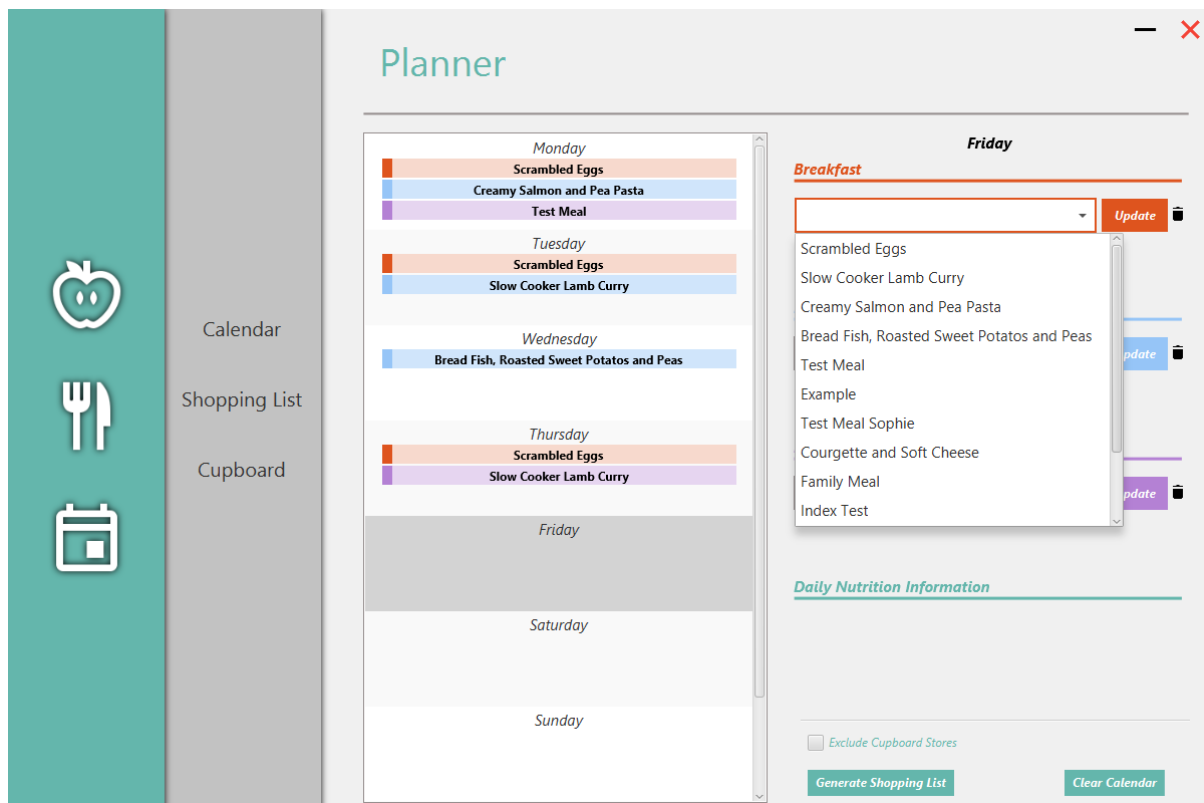 Planner
Calendar
Shopping List
Cupboard
Monday
Scrambled Eggs
Creamy Salmon and Pea Pasta
Test Meal
Tuesday
Scrambled Eggs
Slow Cooker Lamb Curry
Wednesday
Bread Fish, Roasted Sweet Potatos and Peas
Thursday
Scrambled Eggs
Slow Cooker Lamb Curry
Friday
Saturday
Sunday
Friday
Breakfast
Update
Scrambled Eggs
Slow Cooker Lamb Curry
Creamy Salmon and Pea Pasta
Bread Fish, Roasted Sweet Potatos and Peas
Test Meal
Example
Test Meal Sophie
Courgette and Soft Cheese
Family Meal
Index Test
pdate
pdate
Daily Nutrition Information
Exclude Cupboard Stores
Generate Shopping List
Clear Calendar